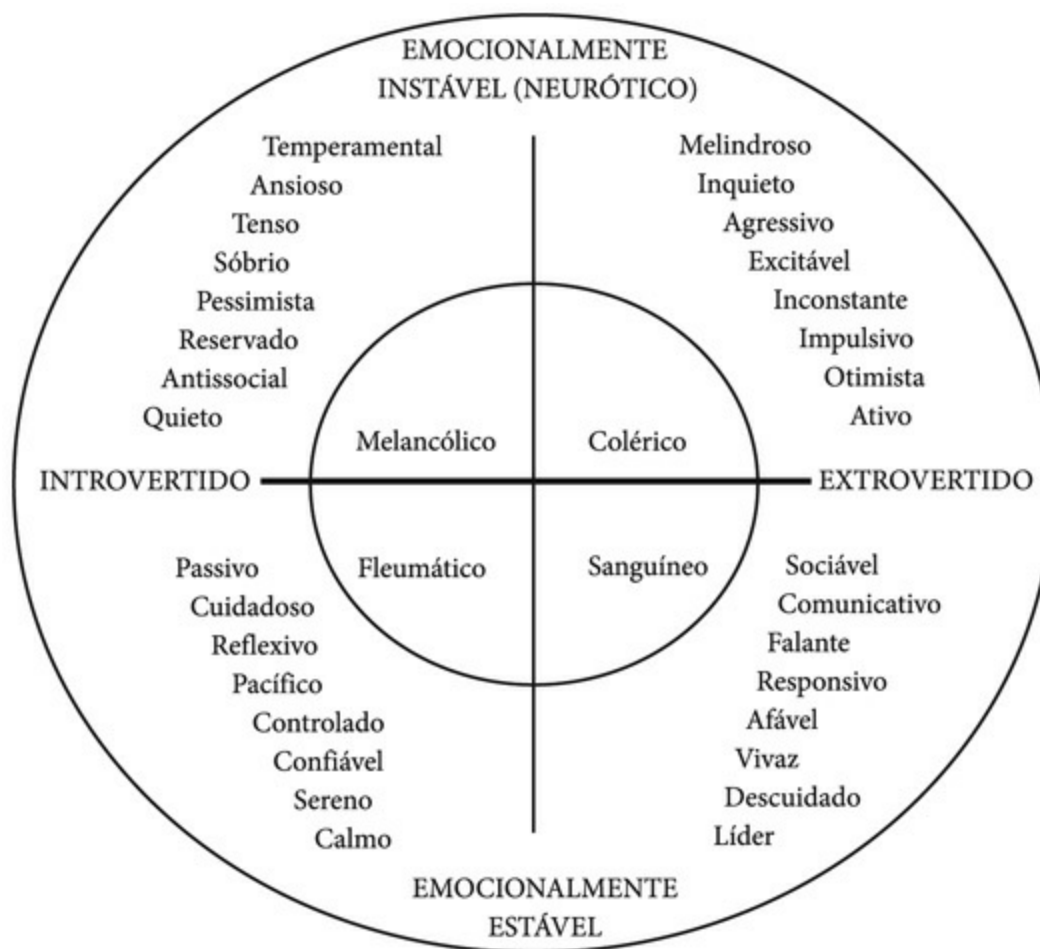 EMOCIONALMENTE
INSTÁVEL (NEURÓTICO)
Temperamental
Ansioso
Tenso
Sóbrio
Pessimista
Reservado
Antissocial
Quieto
Melindroso
Inquieto
Agressivo
Excitável
Inconstante
Impulsivo
Otimista
Ativo
Melancólico
Colérico
INTROVERTIDO
EXTROVERTIDO
Fleumático
Sanguíneo
Passivo
Cuidadoso
Reflexivo
Pacífico
Controlado
Confiável
Sereno
Calmo
Sociável
Comunicativo
Falante
Responsivo
Afável
Vivaz
Descuidado
Líder
EMOCIONALMENTE
ESTÁVEL